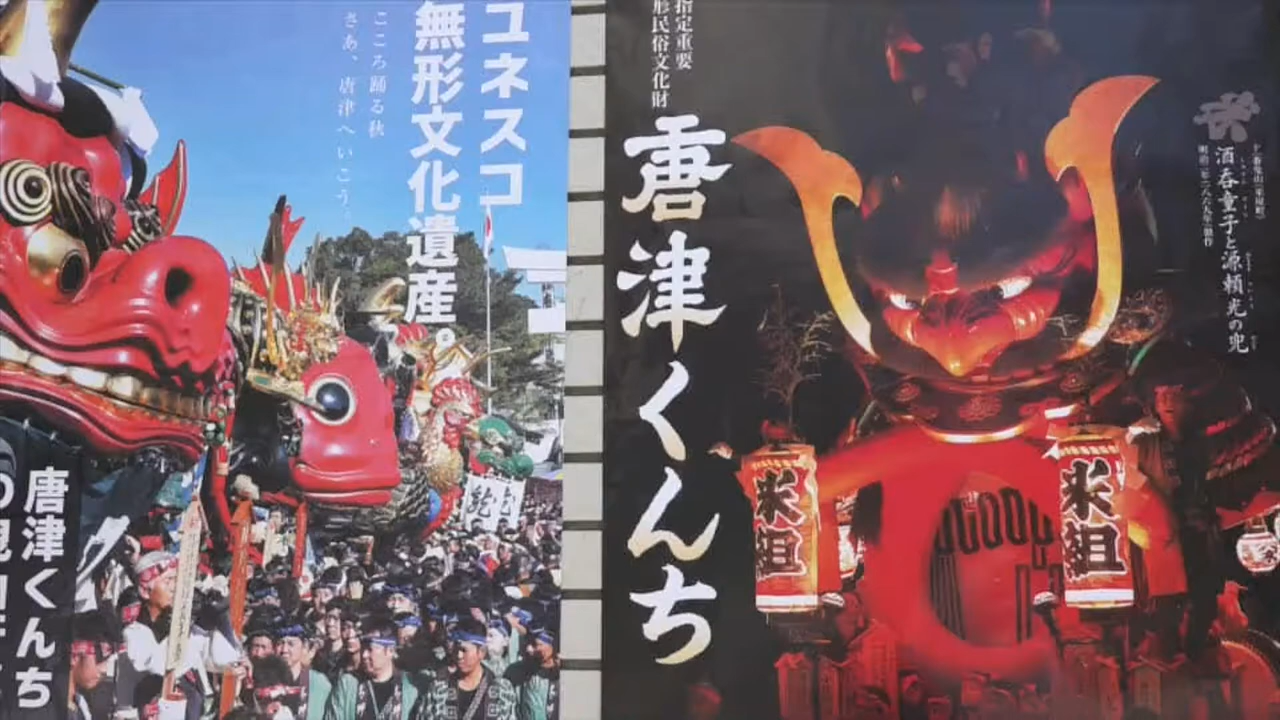 ユネスコ
無形文化遺産。
こころ踊る秋
さあ、唐津へいこう。
唐津くんち
指定重要
形民俗文化財
唐津くんち
酒呑童子と源頼光の兜
米組
米組